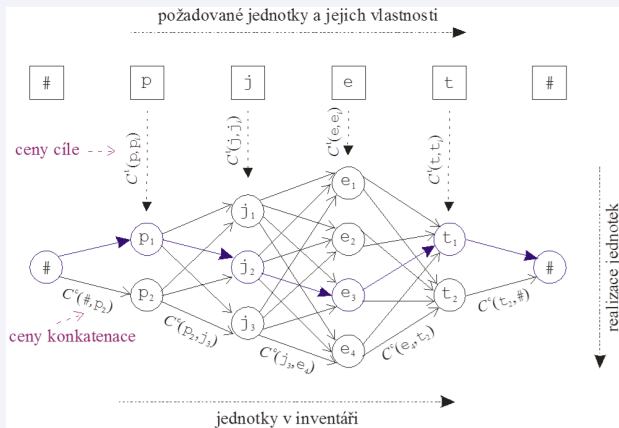 požadované jednotky a jejich vlastnosti
# p j e t #
ceny cíle
C^t(p,p_i)
C^t(j,j_i)
C^t(e,e_i)
C^t(t,t_i)
e_1
j_1
p_1 e_2 t_1
# j_2 #
p_2 e_3 t_2
j_3
e_4
C^c(#,p_2)
C^c(p_2,j_3)
C^c(j_3,e_4)
C^c(e_4,t_2)
C^c(t_2,#)
ceny konkatenace
realizace jednotek
jednotky v inventáři